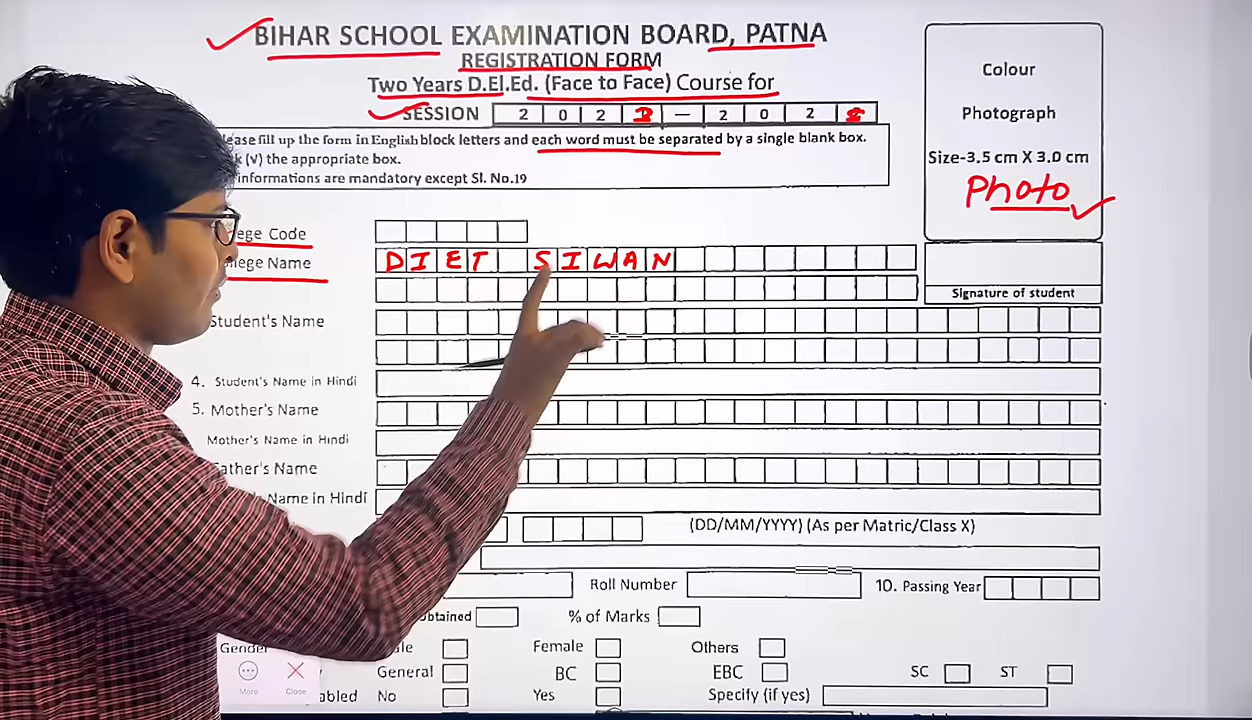 BIHAR SCHOOL EXAMINATION BOARD, PATNA
REGISTRATION FORM
Two Years D.El.Ed. (Face to Face) Course for
SESSION 2 0 2 — 2 0 2
ease fill up the form in English block letters and each word must be separated by a single blank box.
(√) the appropriate box.
informations are mandatory except Sl. No.19
Colour
Photograph
Size-3.5 cm X 3.0 cm
Photo
ege Code
llege Name DIET SIWAN
Signature of student
Student's Name
4. Student's Name in Hindi
5. Mother's Name
Mother's Name in Hindi
Father's Name
Name in Hindi
(DD/MM/YYYY) (As per Matric/Class X)
Roll Number 10. Passing Year
btained % of Marks
Gender le Female Others
General BC EBC SC ST
abled No Yes Specify (if yes)
More Close